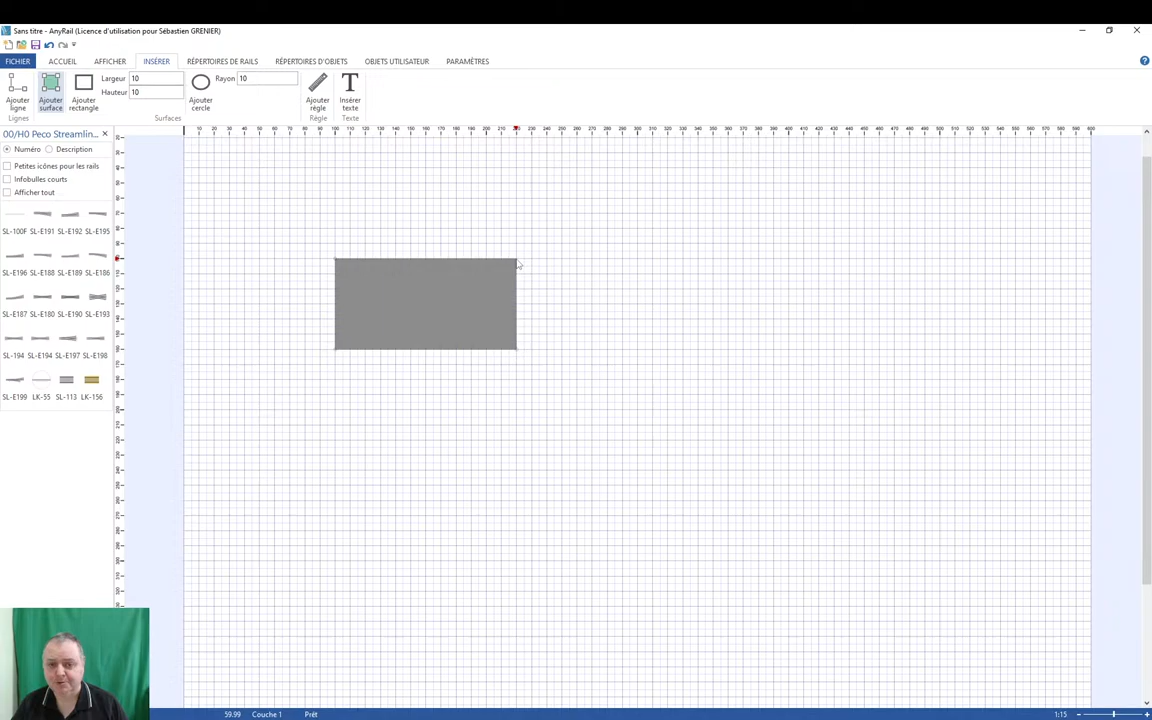 Sans titre - AnyRail (Licence d'utilisation pour Sébastien GRENIER)
FICHIER ACCUEIL AFFICHER INSÉRER RÉPERTOIRES DE RAILS RÉPERTOIRES D'OBJETS OBJETS UTILISATEUR PARAMÈTRES
Ajouter ligne
Ajouter surface
Ajouter rectangle
Largeur 10
Hauteur 10
Ajouter cercle
Rayon 10
Ajouter règle
Insérer texte
Lignes Surfaces Règle Texte
00/H0 Peco Streamlin...
Numéro Description
Petites icônes pour les rails
Infobulles courts
Afficher tout
SL-100F SL-E191 SL-E192 SL-E195
SL-E196 SL-E188 SL-E189 SL-E186
SL-E187 SL-E180 SL-E190 SL-E193
SL-194 SL-E194 SL-E197 SL-E198
SL-E199 LK-55 SL-113 LK-156
59.99 Couche 1 Prêt 1:15